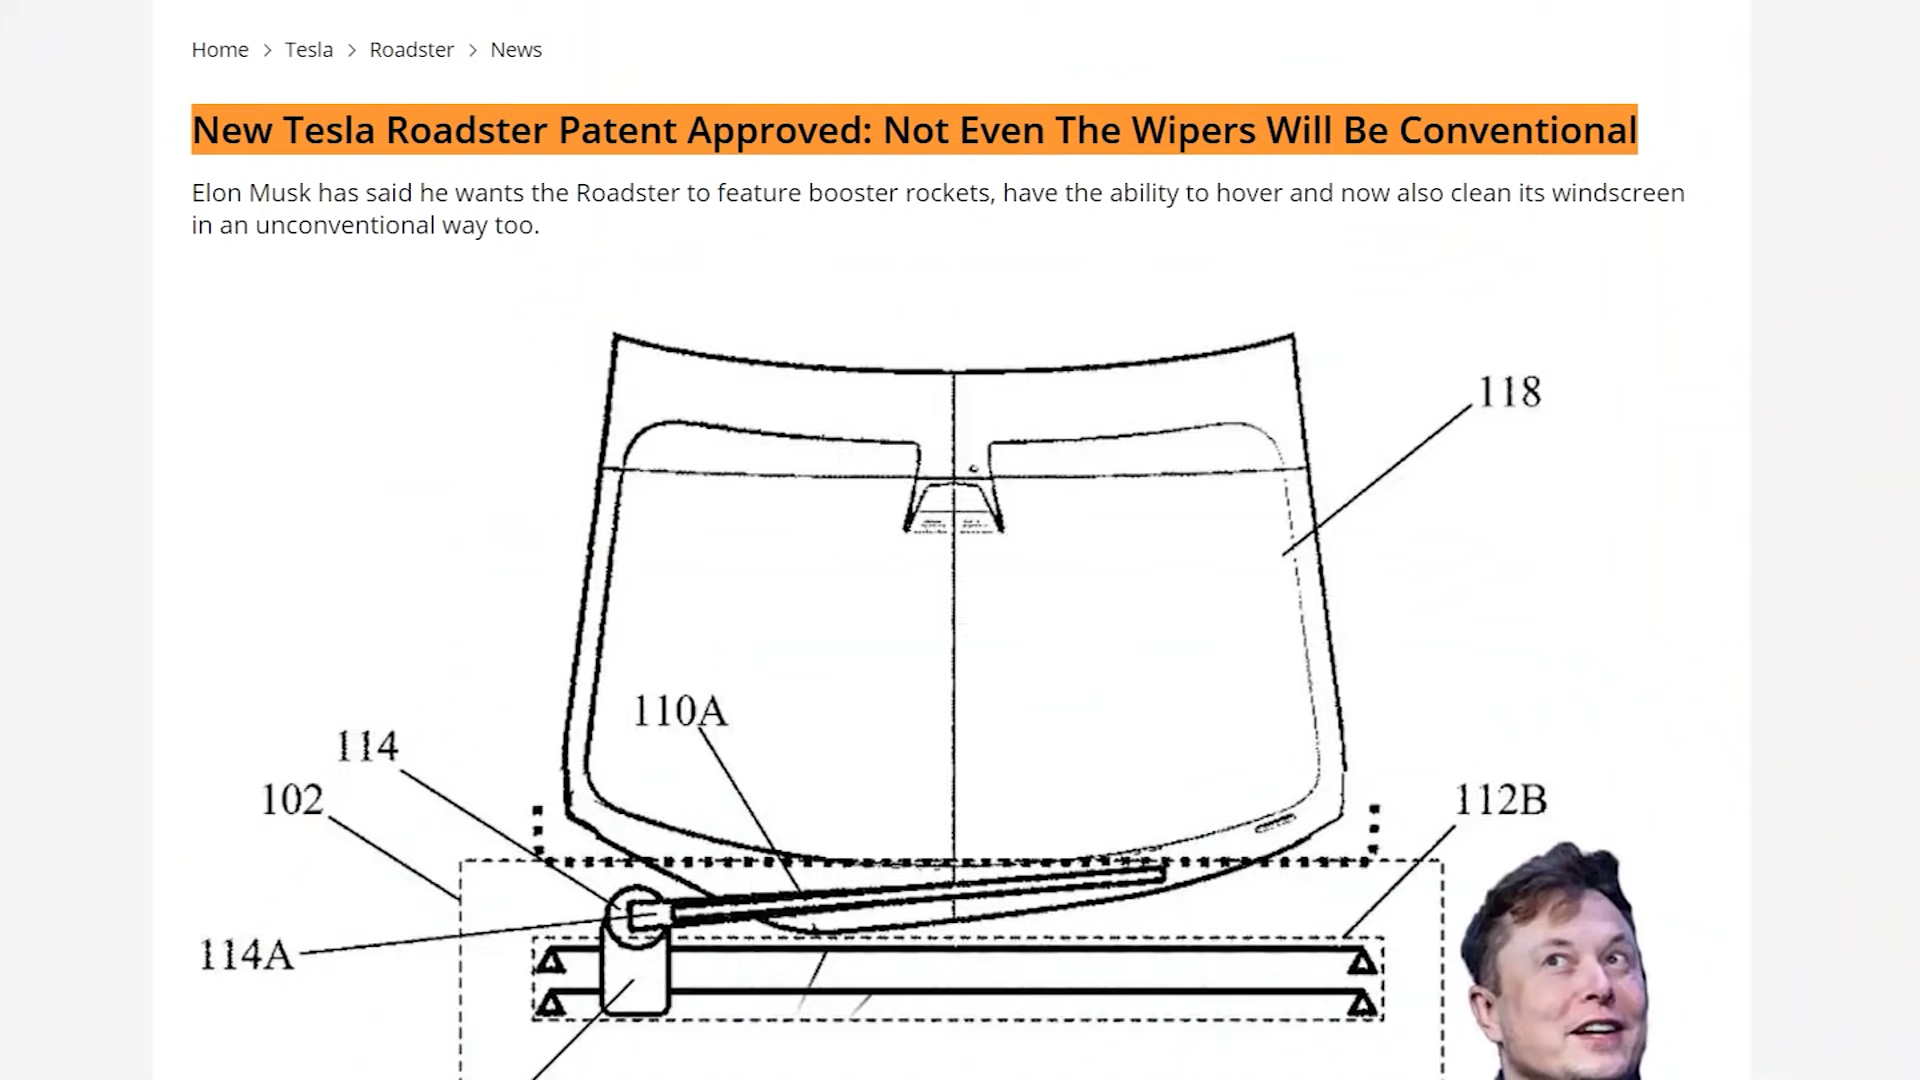 Home > Tesla > Roadster > News
New Tesla Roadster Patent Approved: Not Even The Wipers Will Be Conventional
Elon Musk has said he wants the Roadster to feature booster rockets, have the ability to hover and now also clean its windscreen
in an unconventional way too.
118
110A
114
102
112B
114A